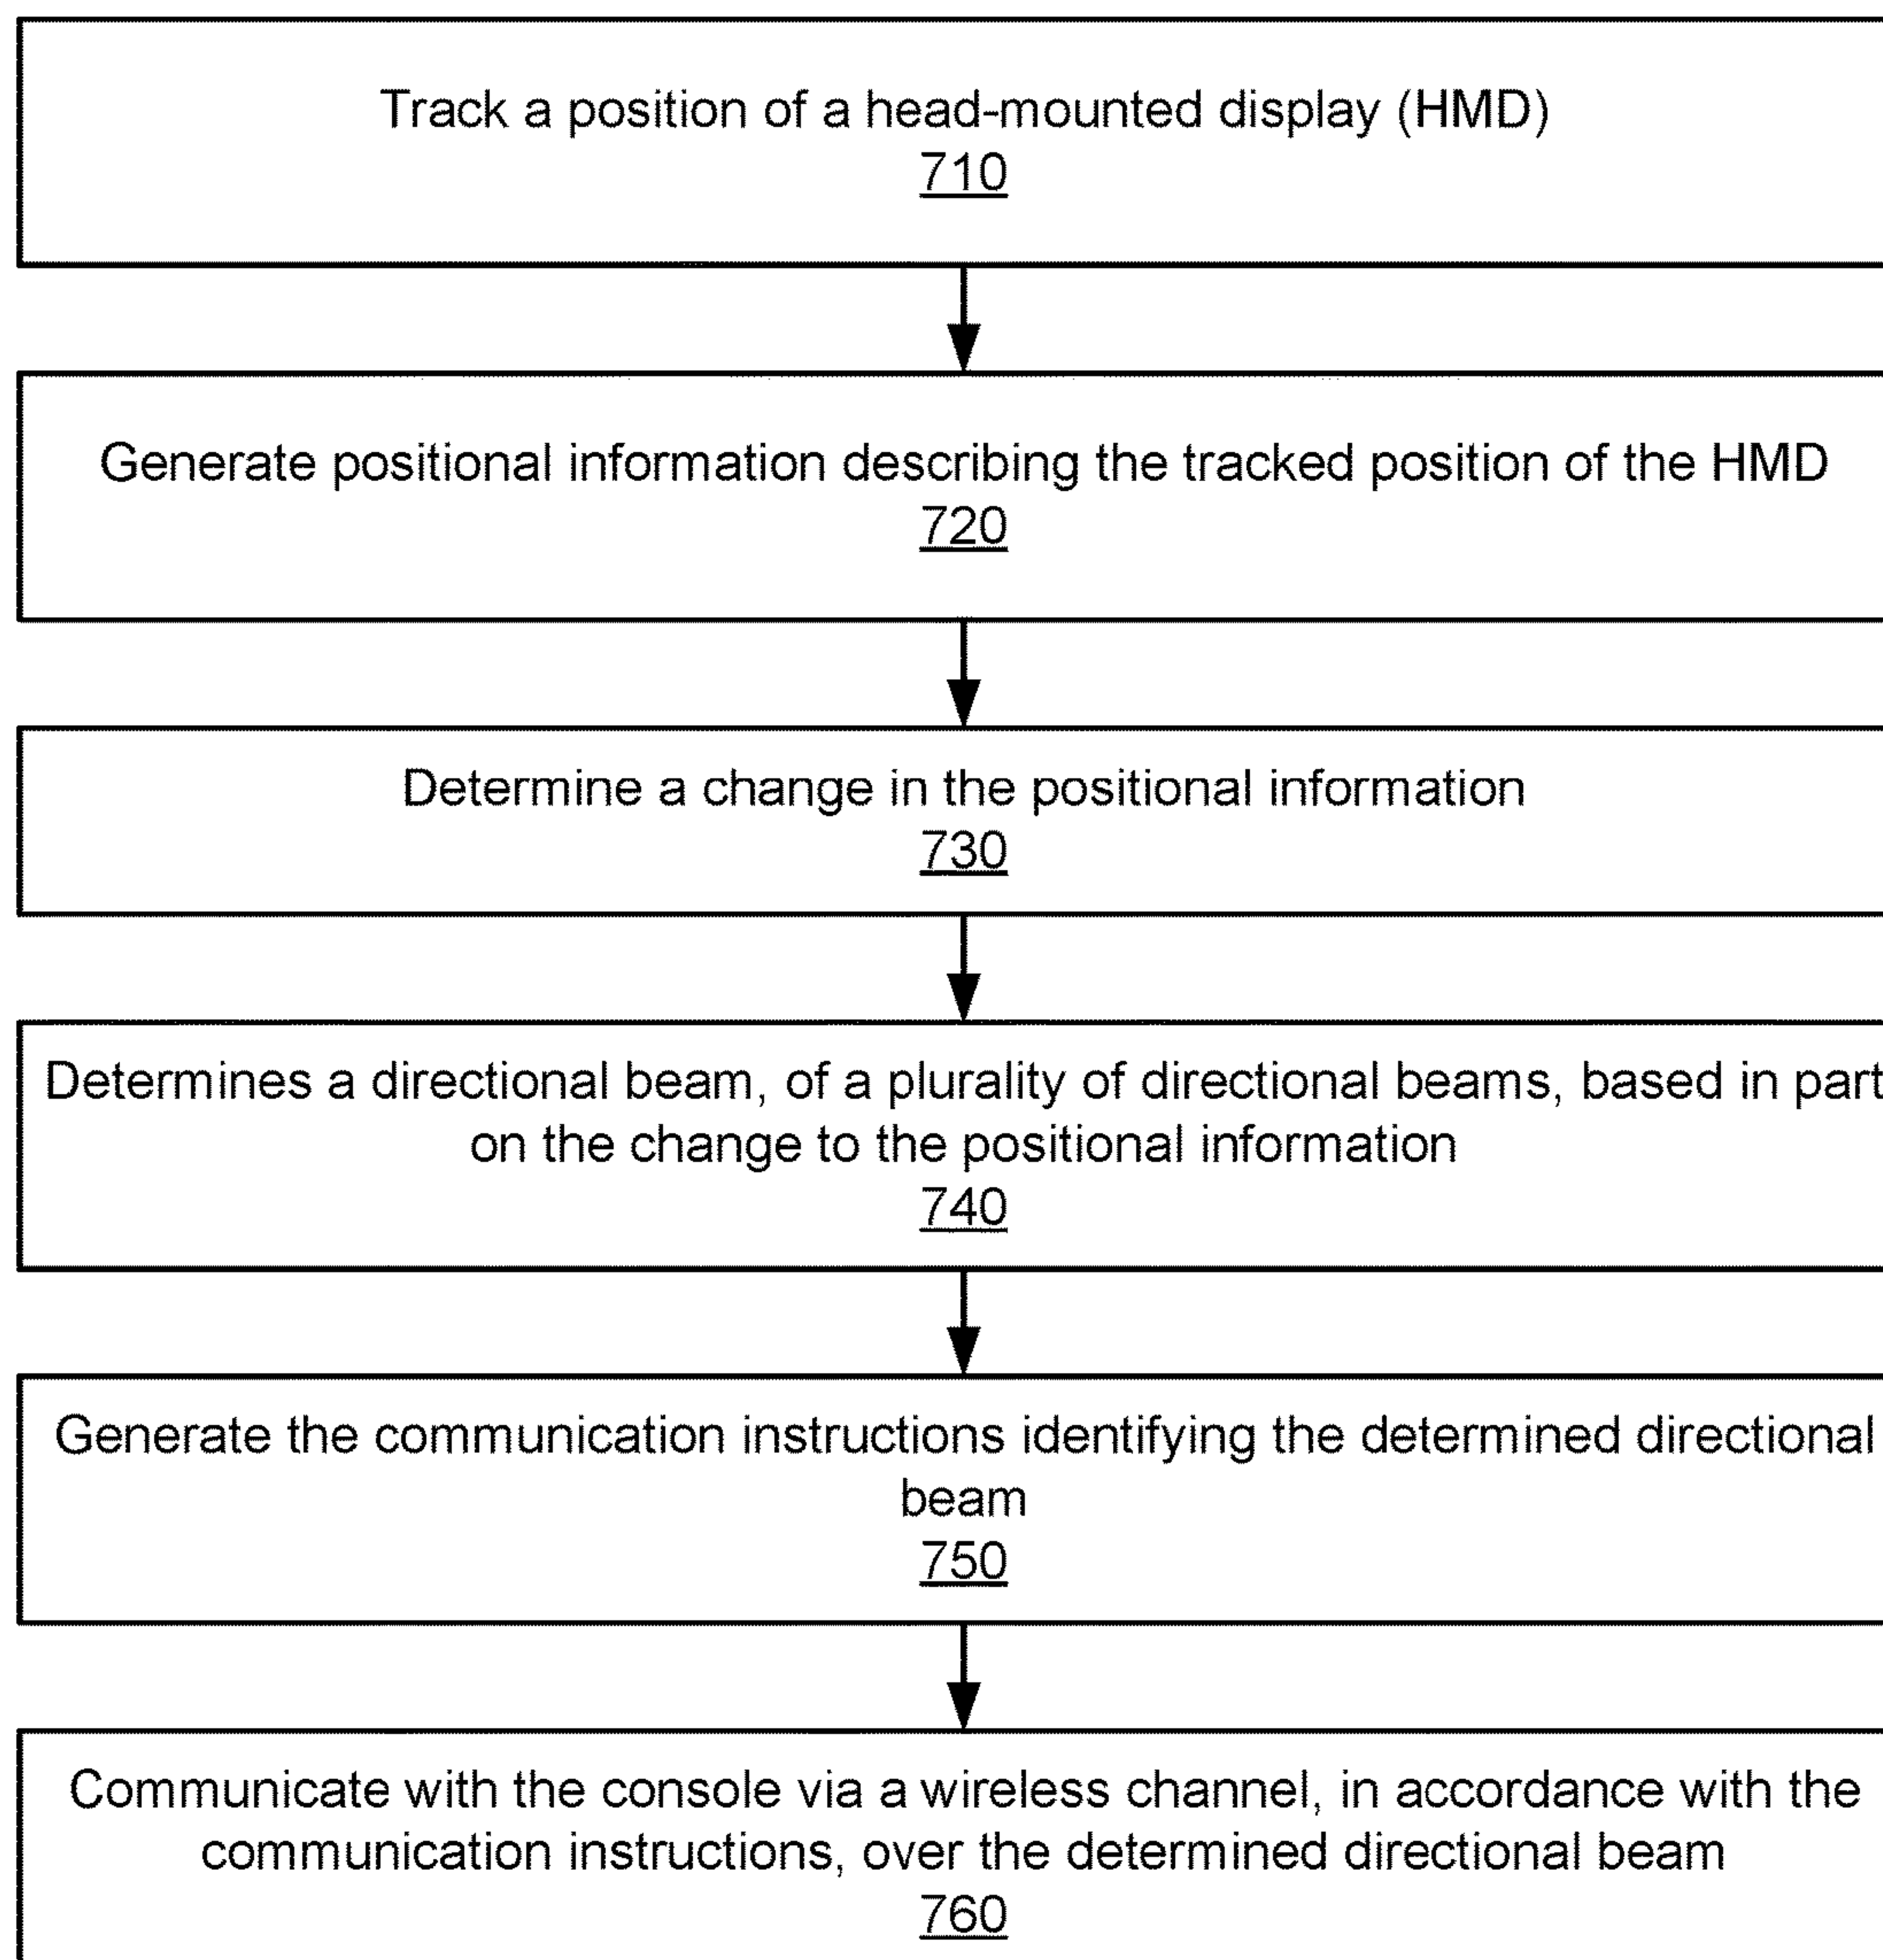 Track a position of a head-mounted display (HMD)
710
Generate positional information describing the tracked position of the HMD
720
Determine a change in the positional information
730
Determines a directional beam, of a plurality of directional beams, based in part
on the change to the positional information
740
Generate the communication instructions identifying the determined directional
beam
750
Communicate with the console via a wireless channel, in accordance with the
communication instructions, over the determined directional beam
760